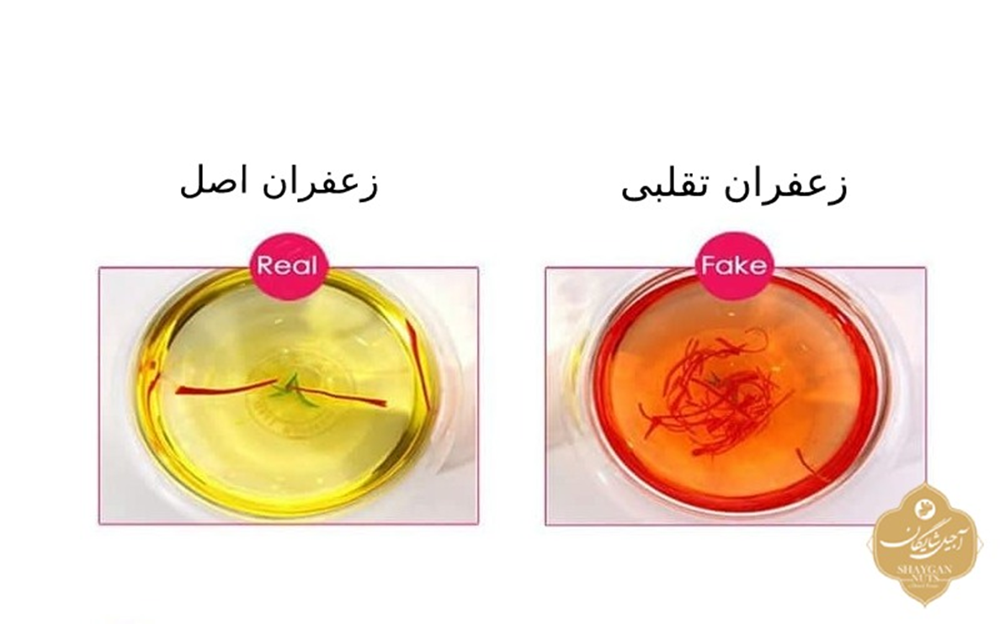 زعفران اصل
زعفران تقلبی
Real
Fake
آجیل شایگان
SHAYGAN
NUTS